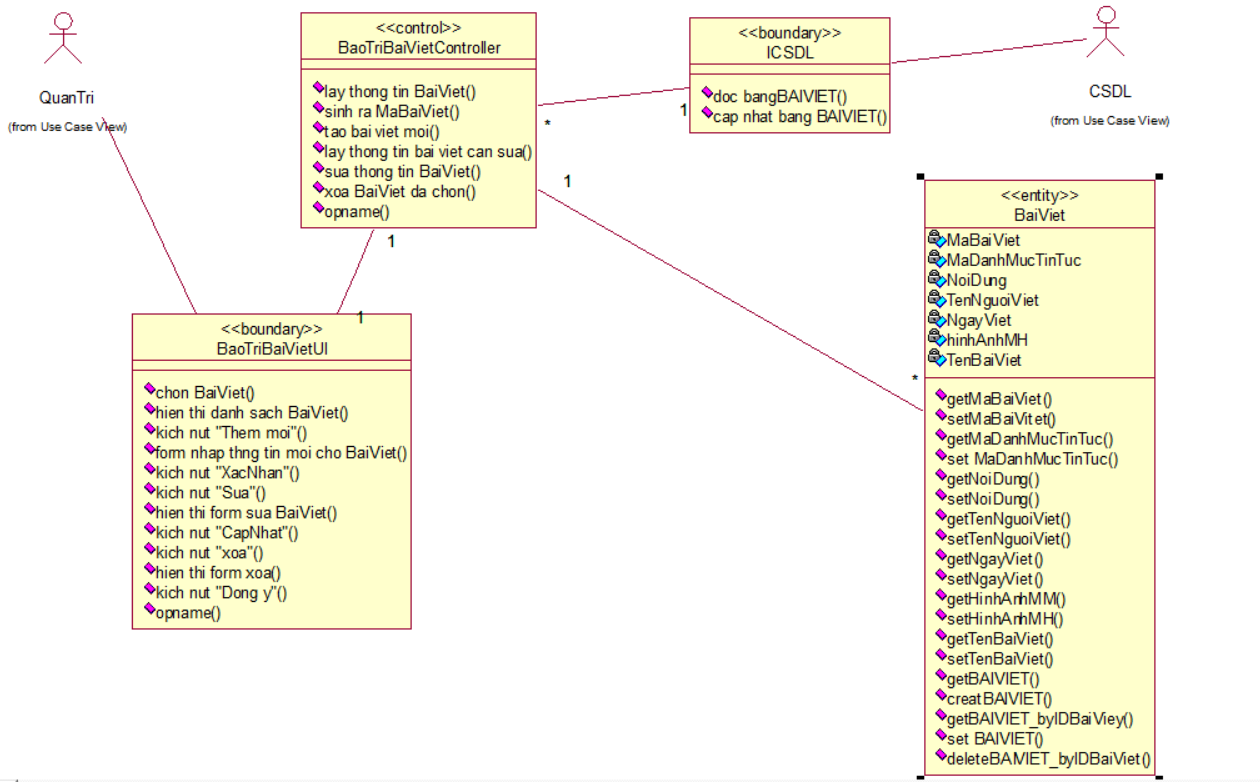 QuanTri
(from Use Case View)
<<control>>
BaoTriBaiVietController
lay thong tin BaiViet()
sinh ra MaBaiViet()
tao bai viet moi()
lay thong tin bai viet can sua()
sua thong tin BaiViet()
xoa BaiViet da chon()
opname()
<<boundary>>
ICSDL
doc bangBAIVIET()
cap nhat bang BAIVIET()
CSDL
(from Use Case View)
*
1
1
*
1
1
<<boundary>>
BaoTriBaiVietUI
chon BaiViet()
hien thi danh sach BaiViet()
kich nut "Them moi"()
form nhap thng tin moi cho BaiViet()
kich nut "XacNhan"()
kich nut "Sua"()
hien thi form sua BaiViet()
kich nut "CapNhat"()
kich nut "xoa"()
hien thi form xoa()
kich nut "Dong y"()
opname()
<<entity>>
BaiViet
MaBaiViet
MaDanhMucTinTuc
NoiDung
TenNguoiViet
NgayViet
hinhAnhMH
TenBaiViet
getMaBaiViet()
setMaBaiVitet()
getMaDanhMucTinTuc()
set MaDanhMucTinTuc()
getNoiDung()
setNoiDung()
getTenNguoiViet()
setTenNguoiViet()
getNgayViet()
setNgayViet()
getHinhAnhMM()
setHinhAnhMH()
getTenBaiViet()
setTenBaiViet()
getBAIVIET()
creatBAIVIET()
getBAIVIET_byIDBaiViey()
set BAIVIET()
deleteBAIVIET_byIDBaiViet()